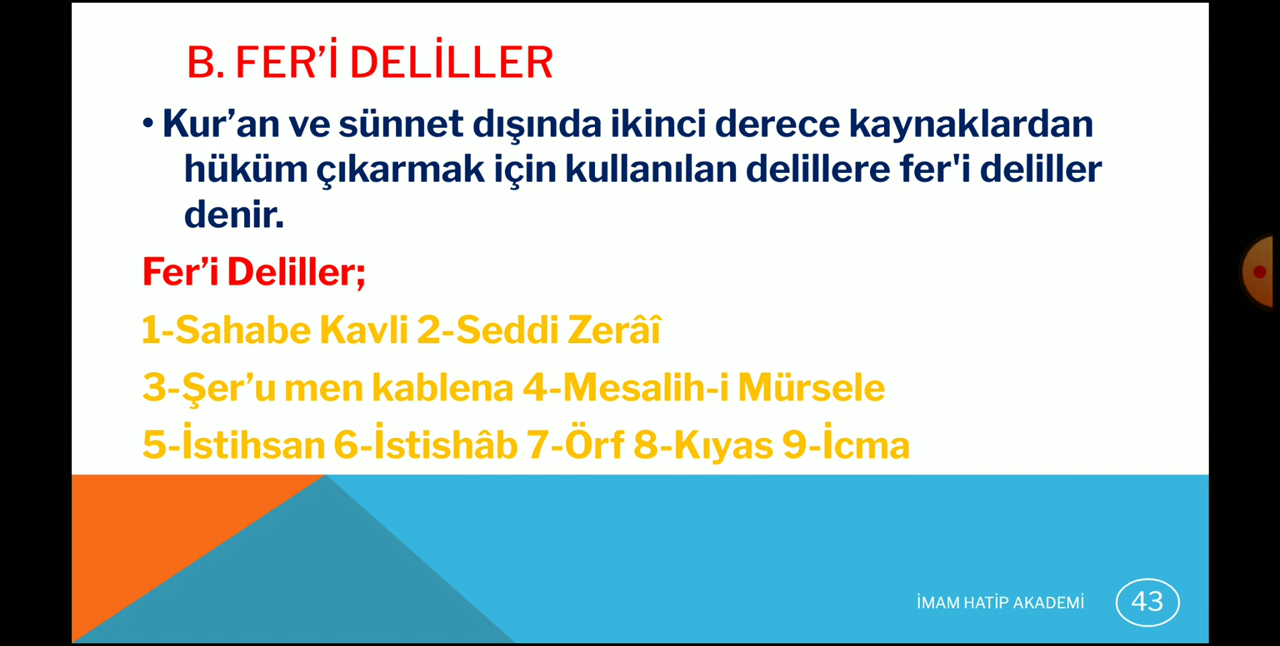 B. FER’İ DELİLLER
• Kur’an ve sünnet dışında ikinci derece kaynaklardan
hüküm çıkarmak için kullanılan delillere fer'i deliller
denir.
Fer’i Deliller;
1-Sahabe Kavli 2-Seddi Zerâî
3-Şer’u men kablena 4-Mesalih-i Mürsele
5-İstihsan 6-İstishâb 7-Örf 8-Kıyas 9-İcma
İMAM HATİP AKADEMİ
43